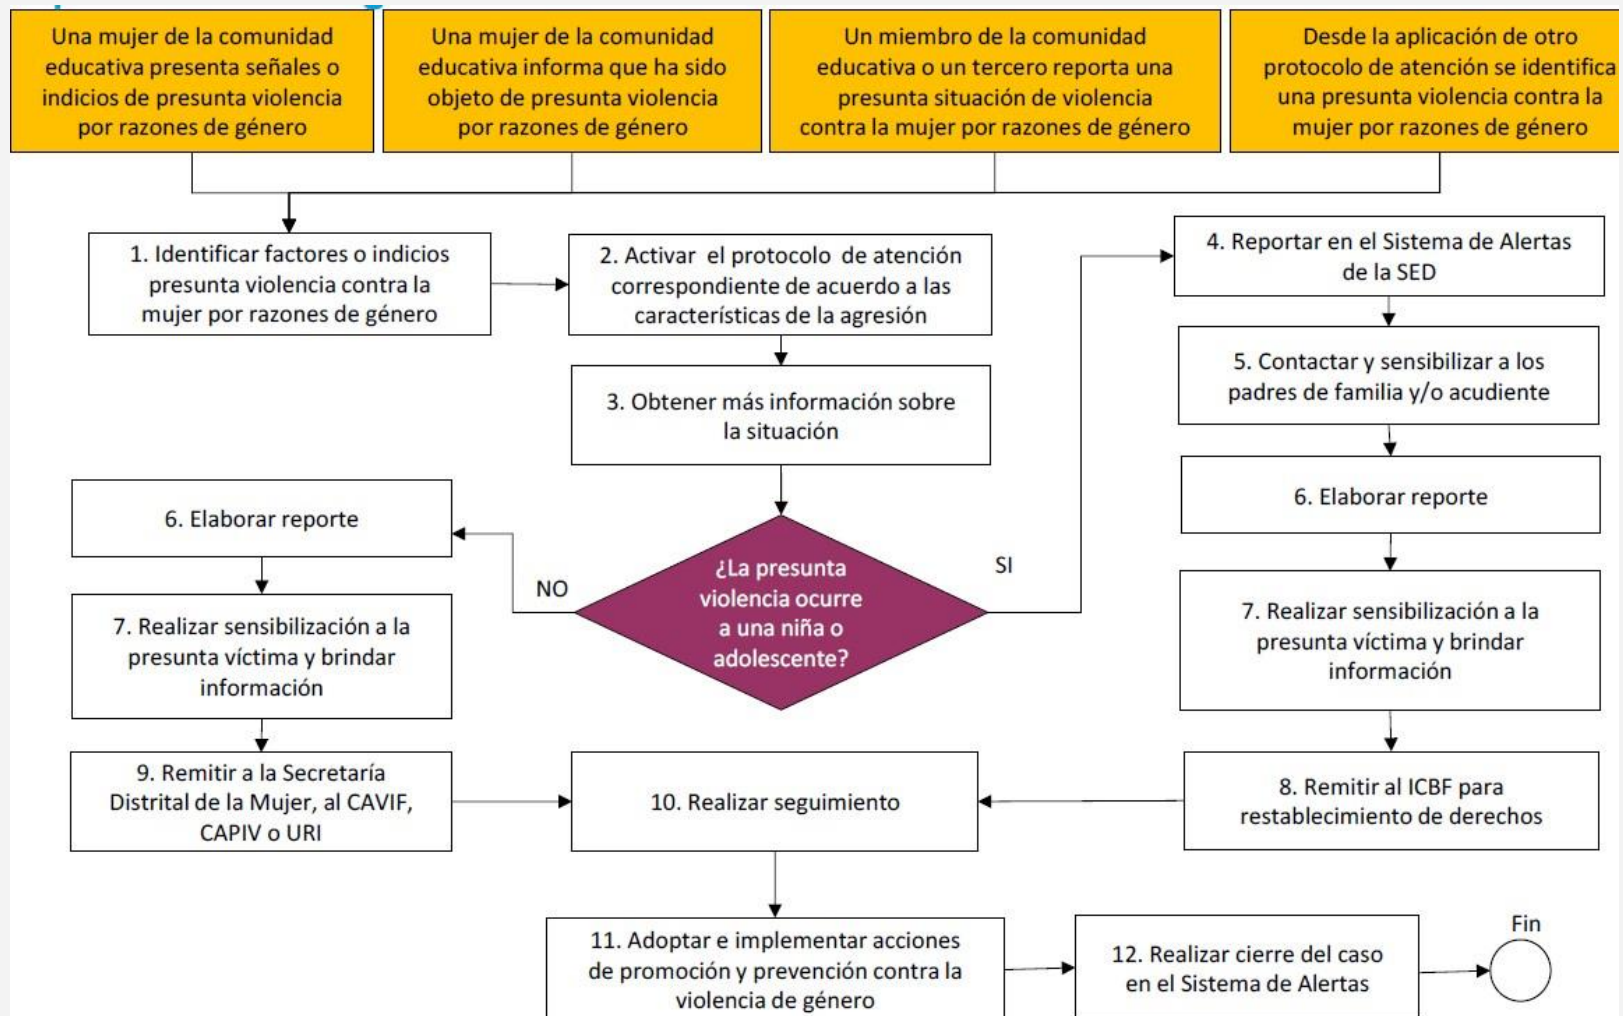 Una mujer de la comunidad
educativa presenta señales o
indicios de presunta violencia
por razones de género
Una mujer de la comunidad
educativa informa que ha sido
objeto de presunta violencia
por razones de género
Un miembro de la comunidad
educativa o un tercero reporta una
presunta situación de violencia
contra la mujer por razones de género
Desde la aplicación de otro
protocolo de atención se identifica
una presunta violencia contra la
mujer por razones de género
1. Identificar factores o indicios
presunta violencia contra la
mujer por razones de género
2. Activar el protocolo de atención
correspondiente de acuerdo a las
características de la agresión
3. Obtener más información sobre
la situación
¿La presunta
violencia ocurre
a una niña o
adolescente?
SI
4. Reportar en el Sistema de Alertas
de la SED
5. Contactar y sensibilizar a los
padres de familia y/o acudiente
6. Elaborar reporte
7. Realizar sensibilización a la
presunta víctima y brindar
información
8. Remitir al ICBF para
restablecimiento de derechos
NO
6. Elaborar reporte
7. Realizar sensibilización a la
presunta víctima y brindar
información
9. Remitir a la Secretaría
Distrital de la Mujer, al CAVIF,
CAPIV o URI
10. Realizar seguimiento
11. Adoptar e implementar acciones
de promoción y prevención contra la
violencia de género
12. Realizar cierre del caso
en el Sistema de Alertas
Fin